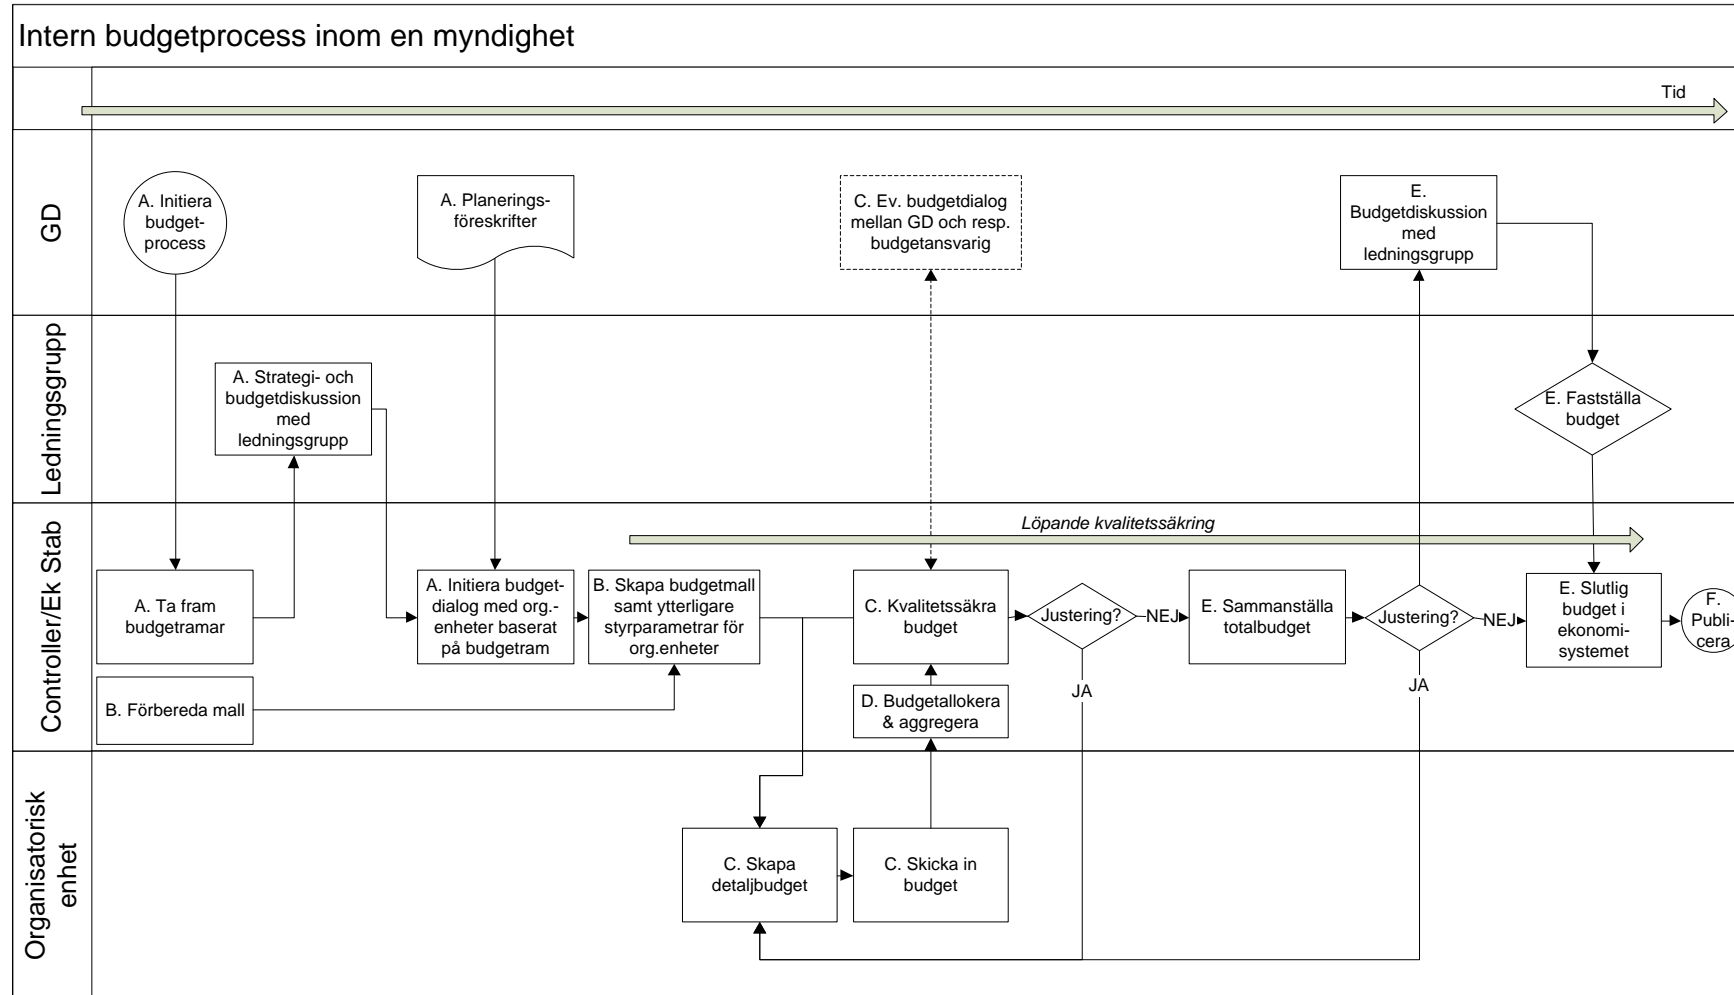 Intern budgetprocess inom en myndighet
Tid
GD
A. Initiera
budget-
process
A. Planerings-
föreskrifter
C. Ev. budgetdialog
mellan GD och resp.
budgetansvarig
E.
Budgetdiskussion
med
ledningsgrupp
Ledningsgrupp
A. Strategi- och
budgetdiskussion
med
ledningsgrupp
E. Fastställa
budget
Controller/Ek Stab
Löpande kvalitetssäkring
A. Ta fram
budgetramar
A. Initiera budget-
dialog med org.-
enheter baserat
på budgetram
B. Skapa budgetmall
samt ytterligare
styrparametrar för
org.enheter
C. Kvalitetssäkra
budget
Justering?
NEJ
E. Sammanställa
totalbudget
Justering?
NEJ
E. Slutlig
budget i
ekonomi-
systemet
F.
Publi-
cera
B. Förbereda mall
D. Budgetallokera
& aggregera
JA
JA
Organisatorisk
enhet
C. Skapa
detaljbudget
C. Skicka in
budget